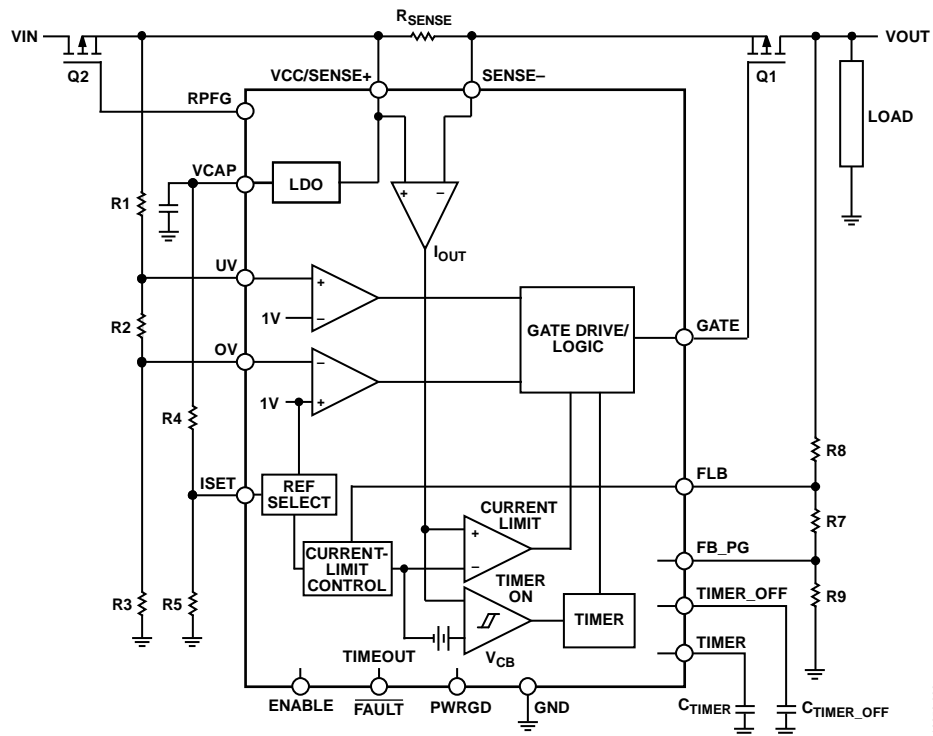 RSENSE
VIN
VOUT
Q2
VCC/SENSE+
SENSE–
Q1
RPFG
LOAD
VCAP
LDO
+
–
R1
IOUT
UV
+
1V
–
GATE DRIVE/
LOGIC
GATE
R2
OV
–
1V
+
R4
R8
ISET
REF
SELECT
FLB
CURRENT
LIMIT
+
–
R7
CURRENT-
LIMIT
CONTROL
FB_PG
TIMER
ON
TIMER_OFF
R3
R5
TIMER
R9
VCB
TIMER
TIMEOUT
ENABLE
FAULT
PWRGD
GND
CTIMER
CTIMER_OFF